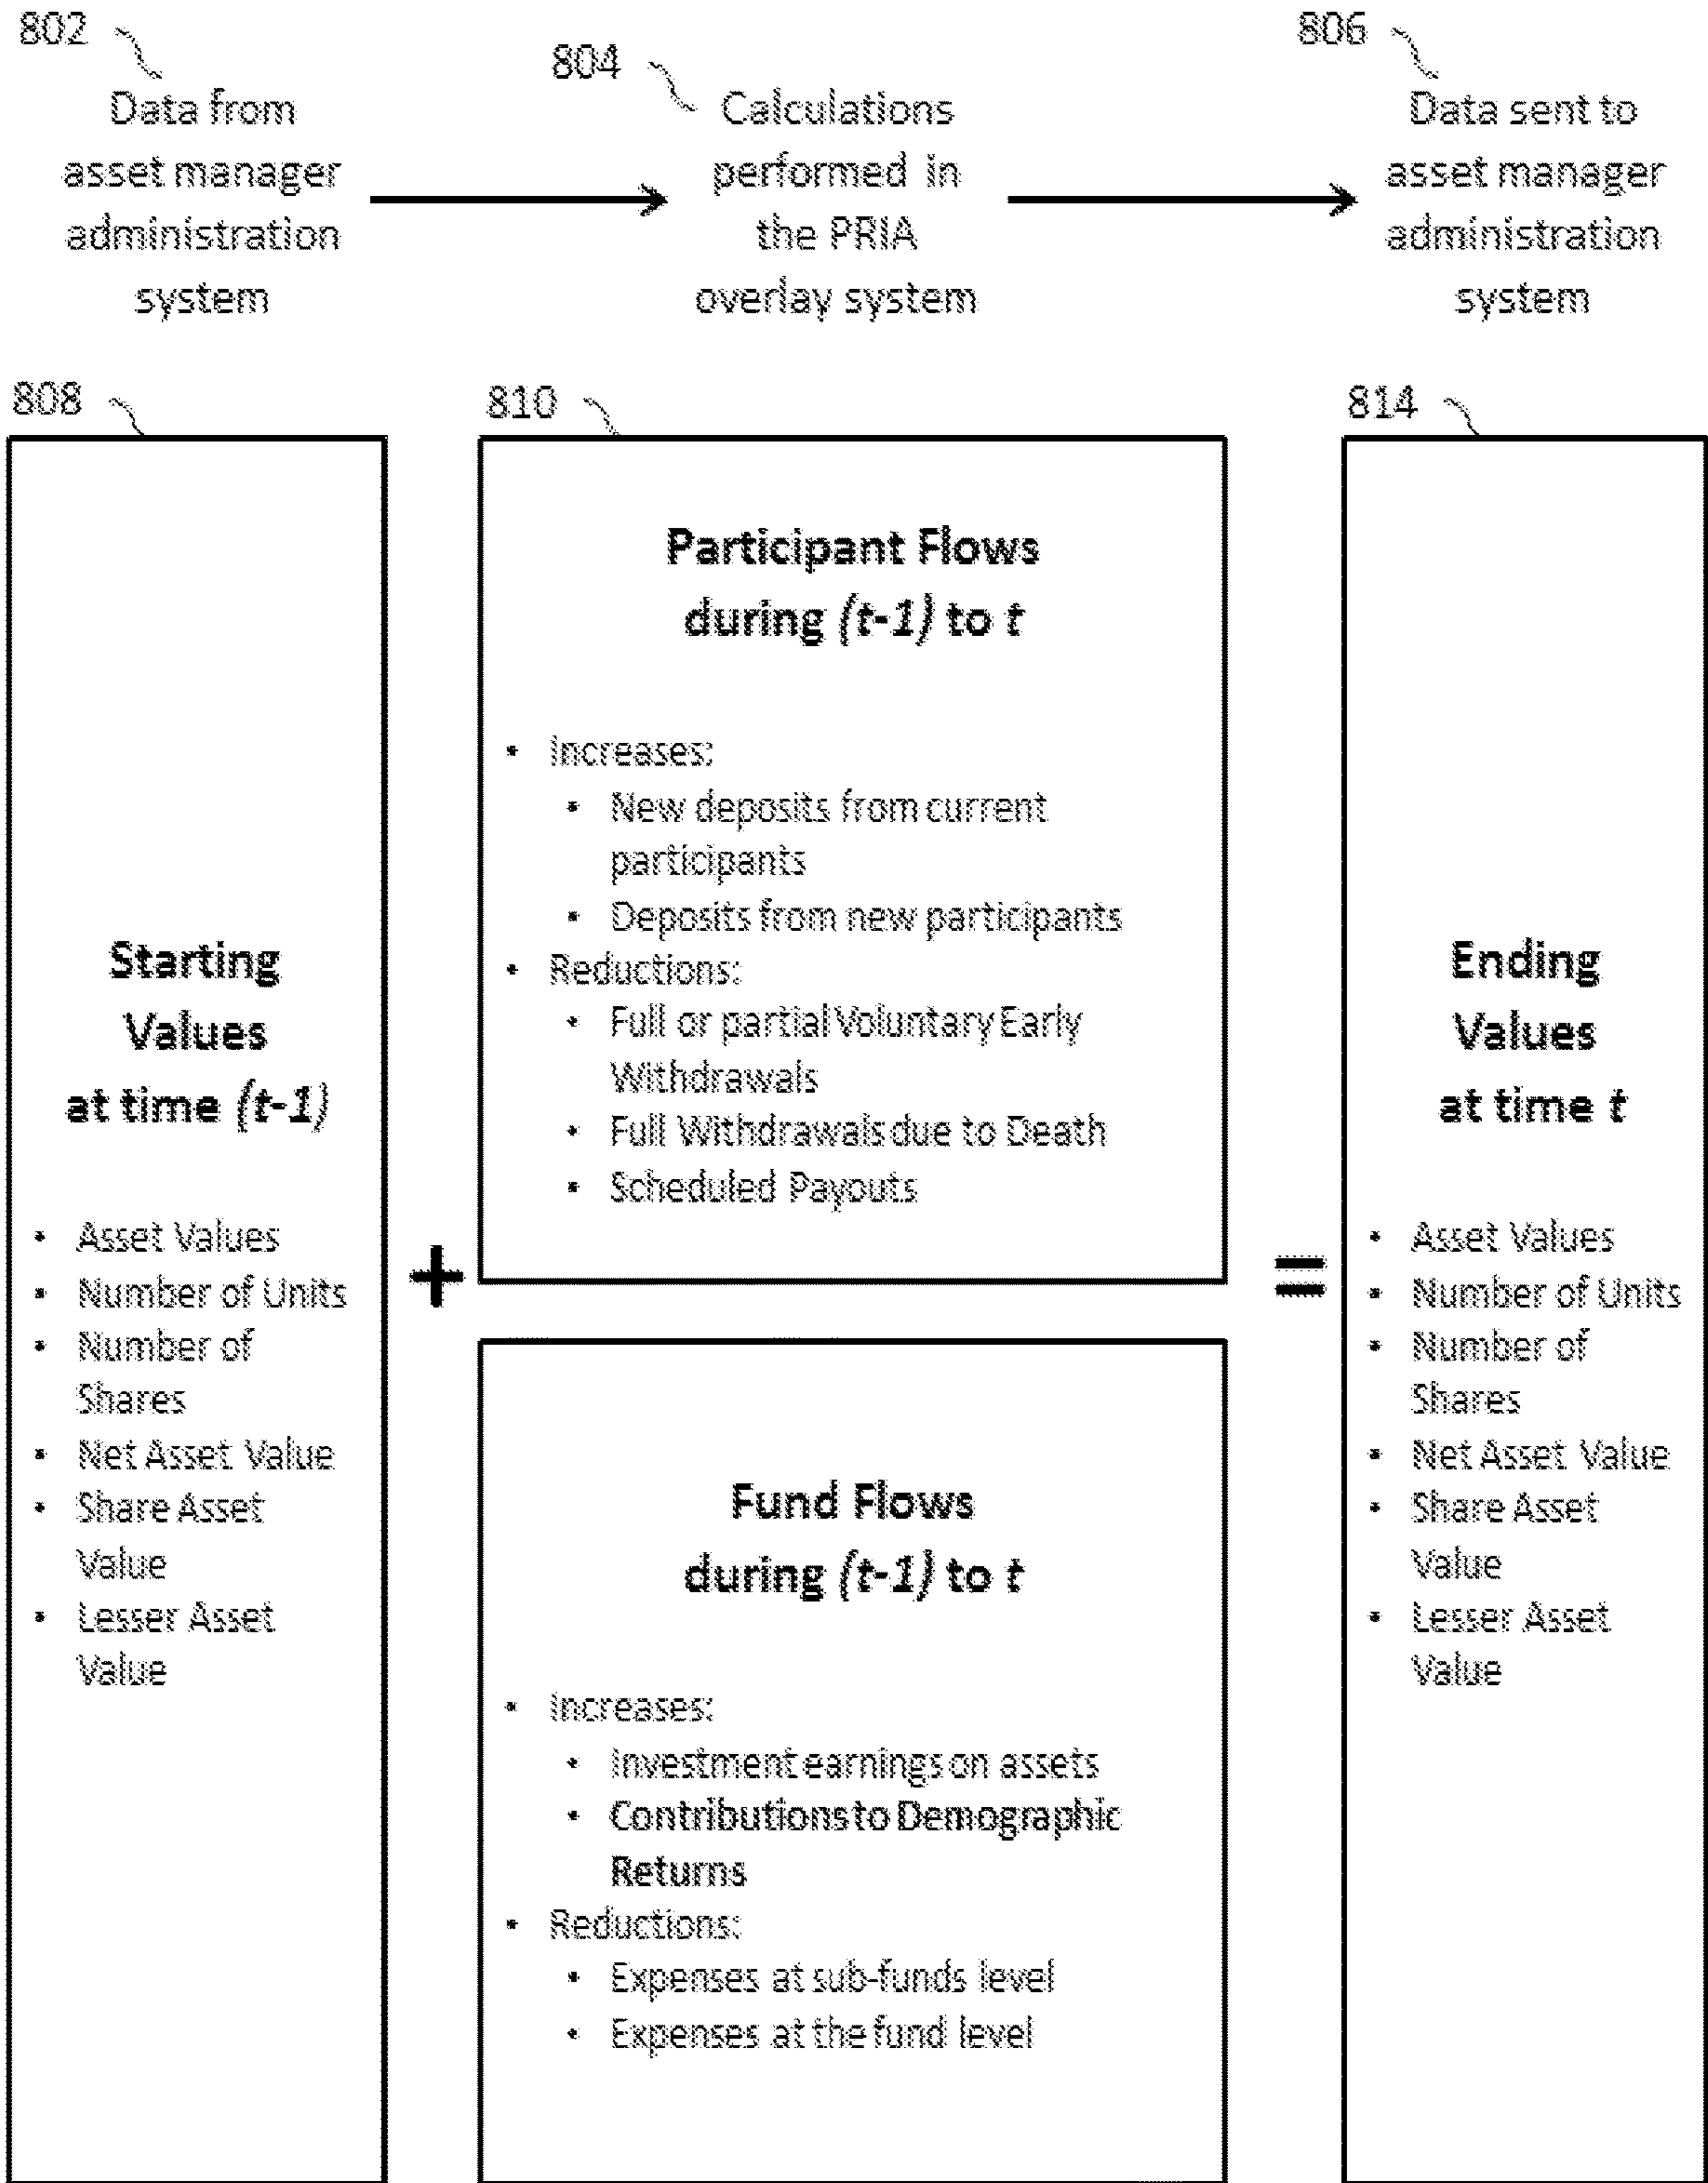 802
Data from
asset manager
administration
system
804
Calculations
performed in
the PRIA
overlay system
806
Data sent to
asset manager
administration
system
808
Starting
Values
at time (t-1)
• Asset Values
• Number of Units
• Number of
Shares
• Net Asset Value
• Share Asset
Value
• Lesser Asset
Value
+
810
Participant Flows
during (t-1) to t
• Increases:
• New deposits from current
participants
• Deposits from new participants
• Reductions:
• Full or partial Voluntary Early
Withdrawals
• Full Withdrawals due to Death
• Scheduled Payouts
Fund Flows
during (t-1) to t
• Increases:
• Investment earnings on assets
• Contributions to Demographic
Returns
• Reductions:
• Expenses at sub-funds level
• Expenses at the fund level
=
814
Ending
Values
at time t
• Asset Values
• Number of Units
• Number of
Shares
• Net Asset Value
• Share Asset
Value
• Lesser Asset
Value